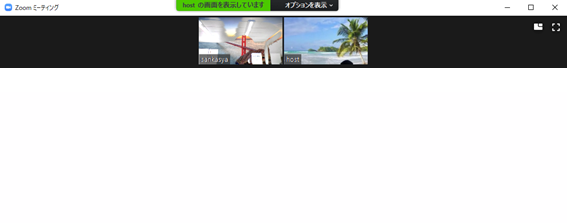 Zoom ミーティング
host の画面を表示しています
オプションを表示
sankasya
host